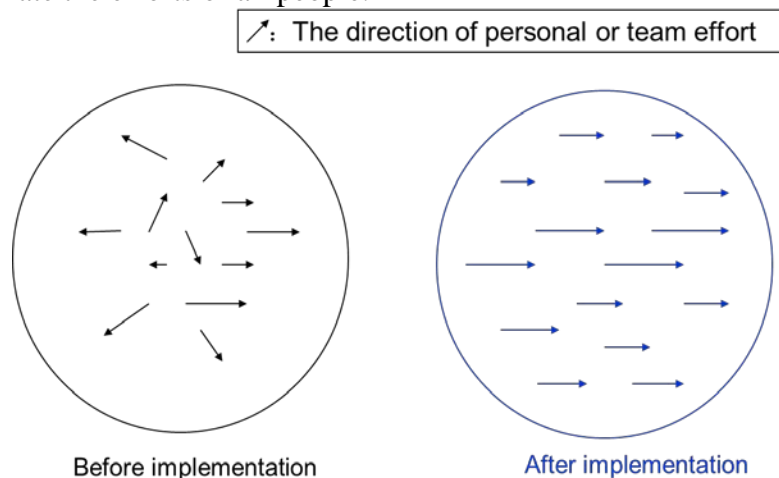 : The direction of personal or team effort
Before implementation
After implementation